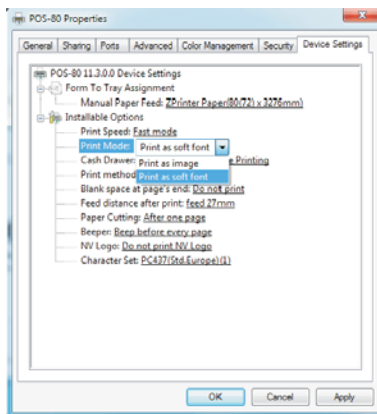 POS-80 Properties
General Sharing Ports Advanced Color Management Security Device Settings
POS-80 11.3.0.0 Device Settings
Form To Tray Assignment
Manual Paper Feed: ZPrinter Paper(80(72) x 3276mm)
Installable Options
Print Speed: Fast mode
Print Mode: Print as soft font
Cash Drawer: Print as image e Printing
Print method Print as soft font
Blank space at page's end: Do not print
Feed distance after print: feed 27mm
Paper Cutting: After one page
Beeper: Beep before every page
NV Logo: Do not print NV Logo
Character Set: PC437(Std.Europe)(1)
OK Cancel Apply